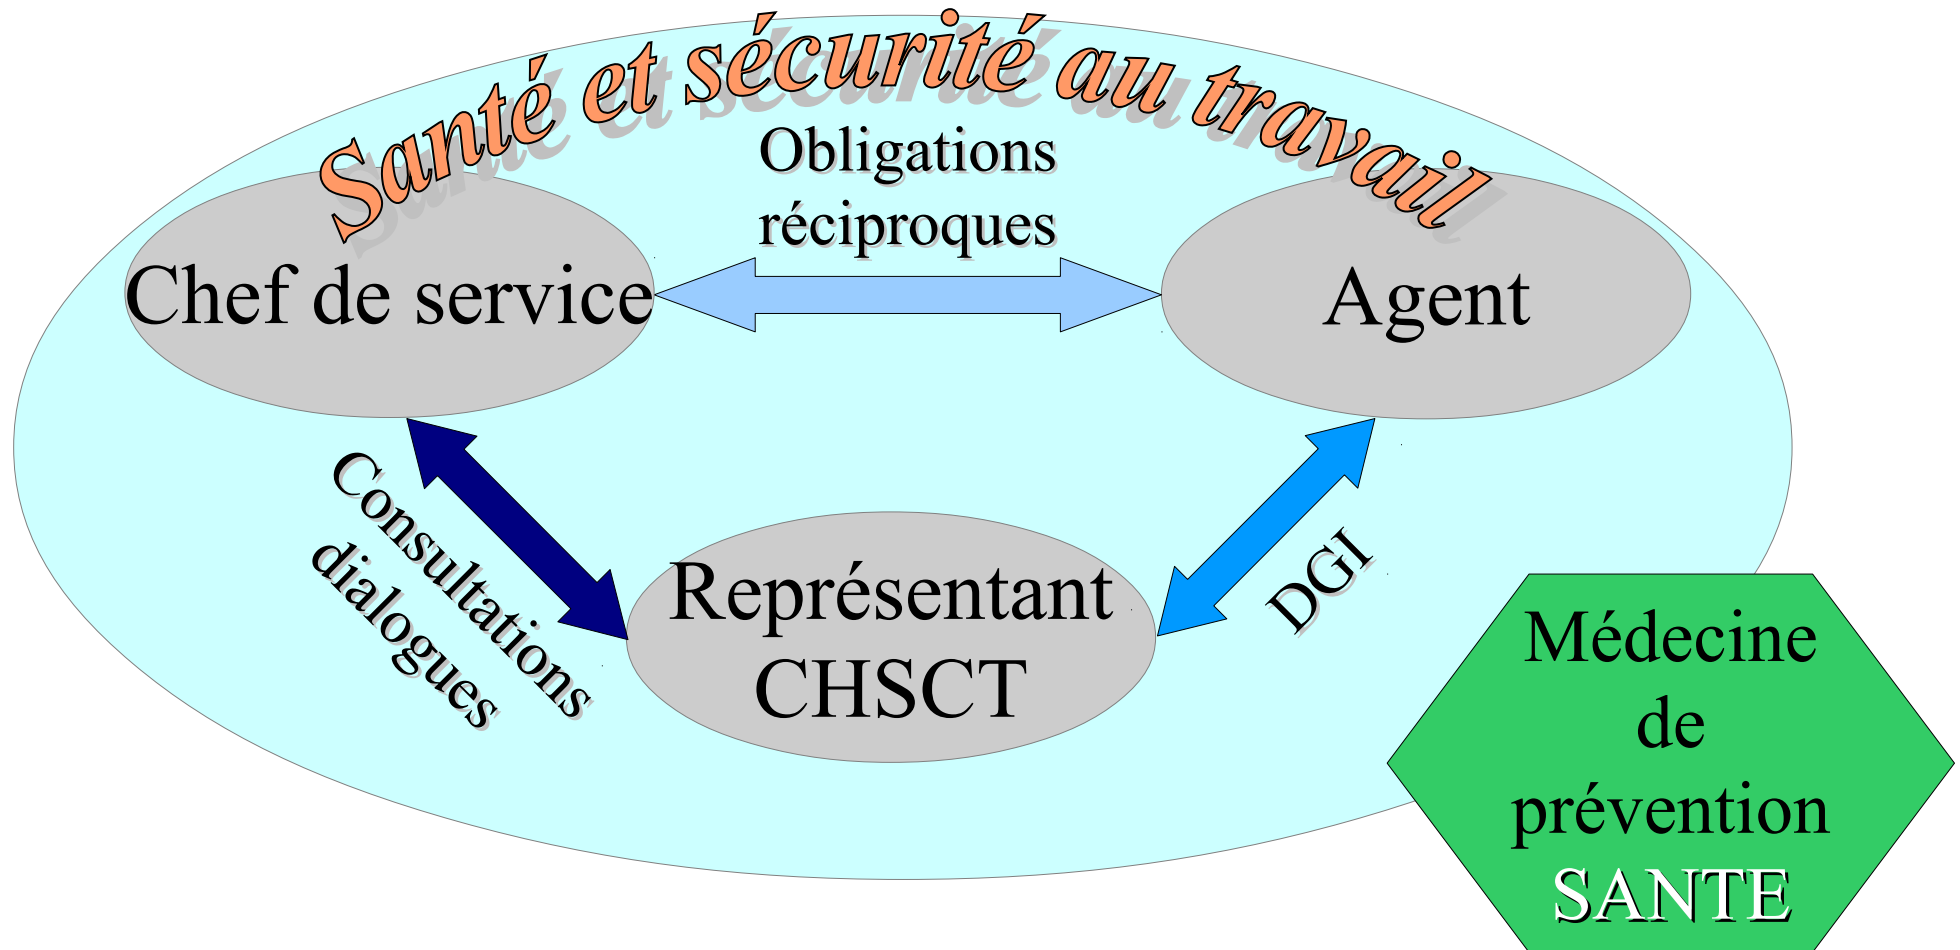 Santé et sécurité au travail
Obligations
réciproques
Chef de service
Agent
Consultations
dialogues
DGI
Représentant
CHSCT
Médecine
de
prévention
SANTE